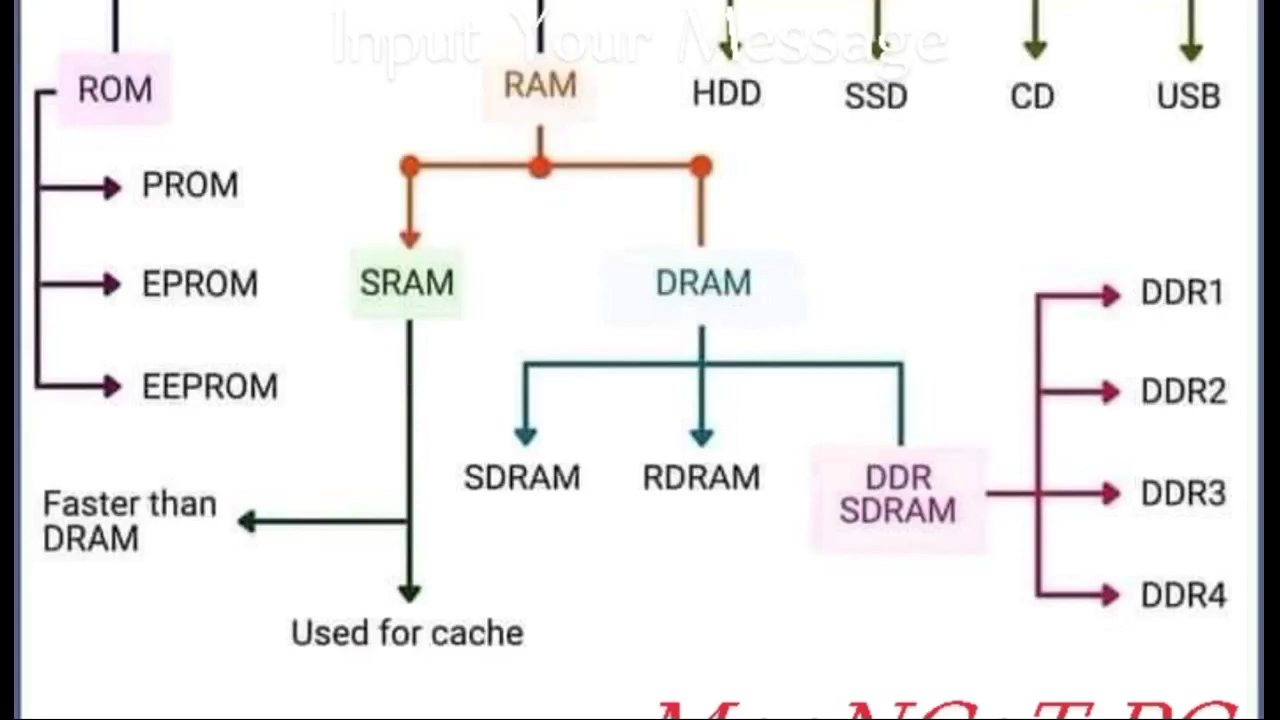 Input Your Message
ROM
RAM
HDD
SSD
CD
USB
PROM
EPROM
EEPROM
SRAM
DRAM
SDRAM
RDRAM
DDR
SDRAM
DDR1
DDR2
DDR3
DDR4
Faster than
DRAM
Used for cache